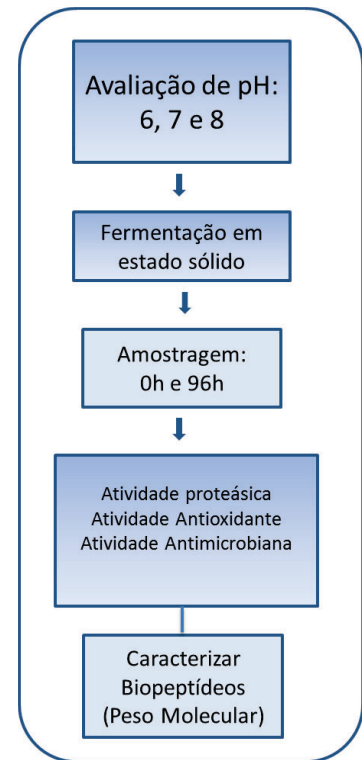 Avaliação de pH:
6, 7 e 8
Fermentação em
estado sólido
Amostragem:
0h e 96h
Atividade proteásica
Atividade Antioxidante
Atividade Antimicrobiana
Caracterizar
Biopeptídeos
(Peso Molecular)